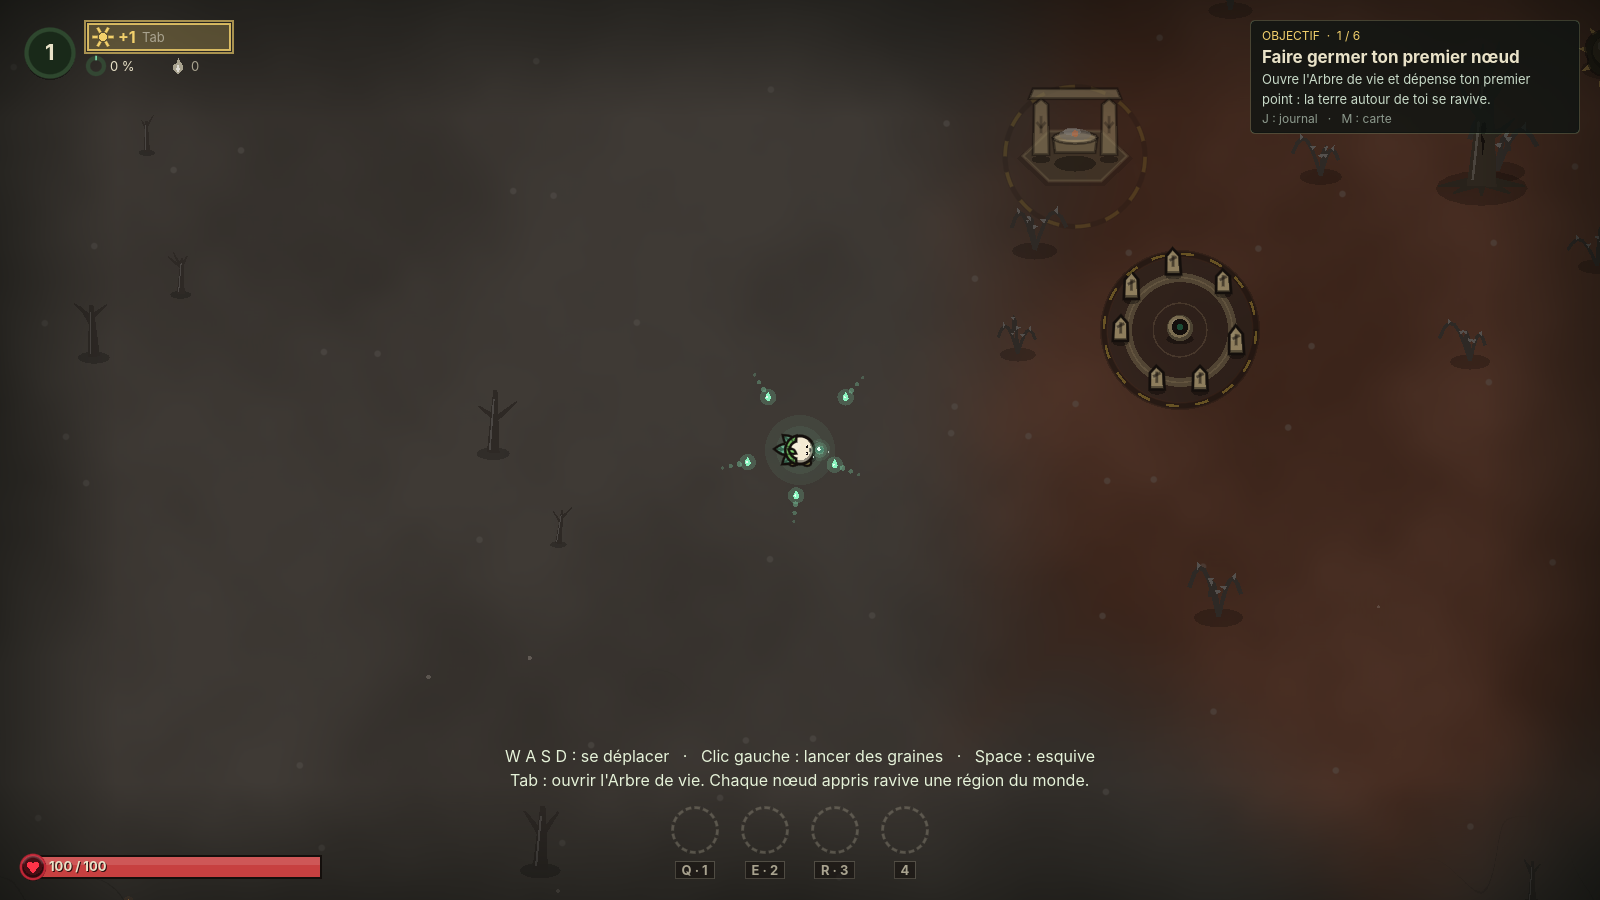 1
+1 Tab
0 %
0
OBJECTIF · 1 / 6
Faire germer ton premier nœud
Ouvre l'Arbre de vie et dépense ton premier
point : la terre autour de toi se ravive.
J : journal · M : carte
W A S D : se déplacer · Clic gauche : lancer des graines · Space : esquive
Tab : ouvrir l'Arbre de vie. Chaque nœud appris ravive une région du monde.
100 / 100
Q · 1
E · 2
R · 3
4